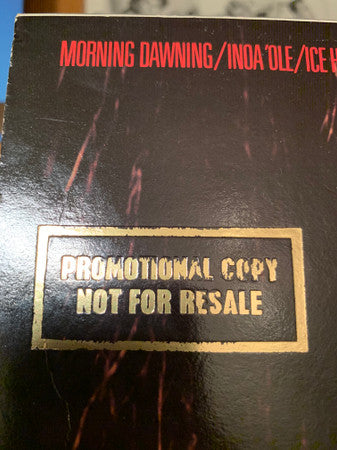 MORNING DAWNING/INOA'OLE/ICE
PROMOTIONAL COPY
NOT FOR RESALE